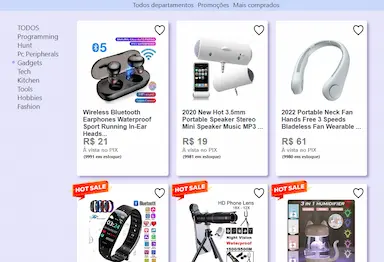 Todos departamentos Promoções Mais comprados
TODOS
Programming
Hunt
Pc Peripherals
Gadgets
Tech
Kitchen
Tools
Hobbies
Fashion
5
Wireless Bluetooth
Earphones Waterproof
Sport Running In-Ear
Heads...
R$ 21
À vista no PIX
(9991 em estoque)
2020 New Hot 3.5mm
Portable Speaker Stereo
Mini Speaker Music MP3 ...
R$ 19
À vista no PIX
(9981 em estoque)
2022 Portable Neck Fan
Hands Free 3 Speeds
Bladeless Fan Wearable ...
R$ 61
À vista no PIX
(9980 em estoque)
HOT SALE
Bluetooth
HOT SALE
HD Phone Lens
Night Vision
Waterproof
HOT SALE
3 IN 1 HUMIDIFIER